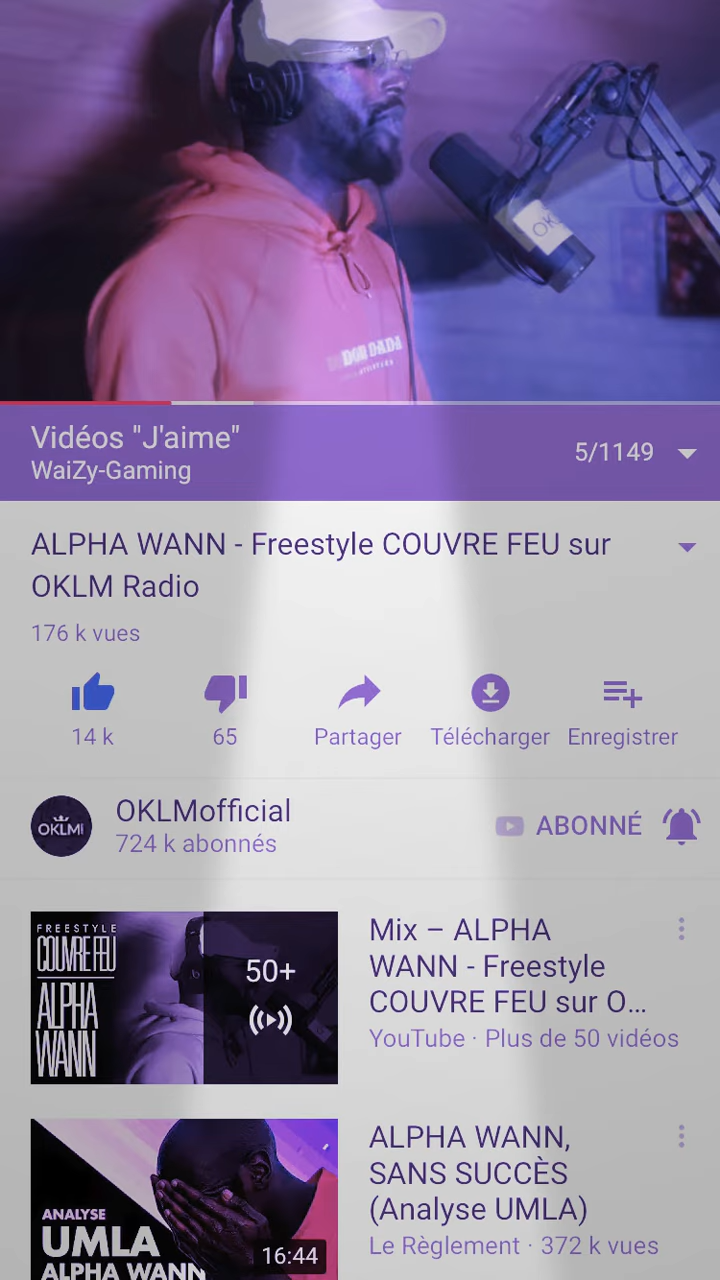 OK
DON DADA
Vidéos "J'aime"
WaiZy-Gaming
5/1149
ALPHA WANN - Freestyle COUVRE FEU sur
OKLM Radio
176 k vues
14 k
65
Partager
Télécharger
Enregistrer
OKLM
OKLMofficial
724 k abonnés
ABONNÉ
FREESTYLE
COUVRE FEU
ALPHA
WANN
50+
Mix – ALPHA
WANN - Freestyle
COUVRE FEU sur O...
YouTube · Plus de 50 vidéos
ANALYSE
UMLA
ALPHA WANN
16:44
ALPHA WANN,
SANS SUCCÈS
(Analyse UMLA)
Le Règlement · 372 k vues